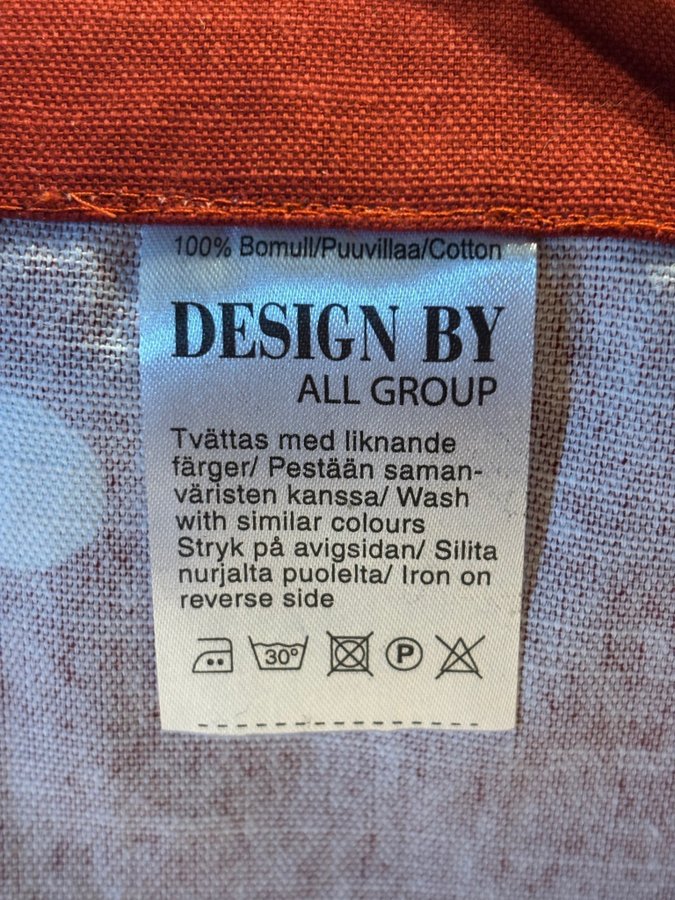 100% Bomull/Puuvillaa/Cotton
DESIGN BY
ALL GROUP
Tvättas med liknande
färger/ Pestään saman-
väristen kanssa/ Wash
with similar colours
Stryk på avigsidan/ Silita
nurjalta puolelta/ Iron on
reverse side
30° P